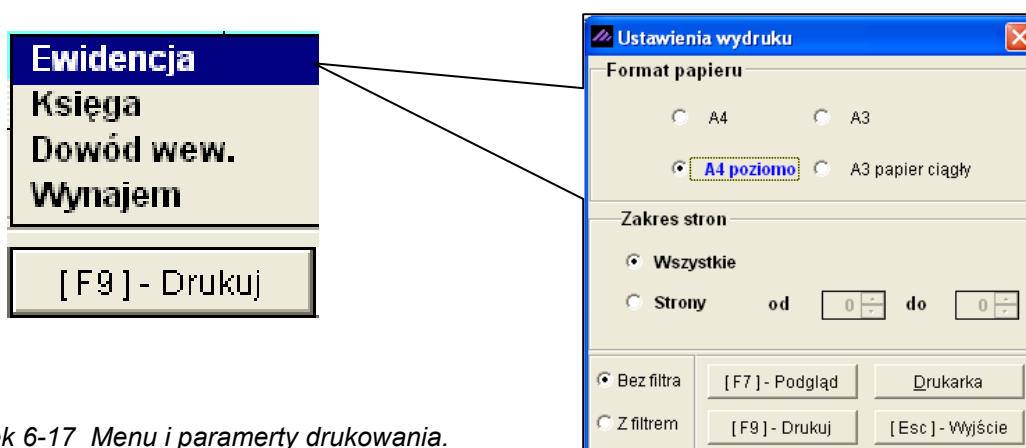 Ewidencja
Księga
Dowód wew.
Wynajem
[ F9 ] - Drukuj
Ustawienia wydruku
Format papieru
A4 A3
A4 poziomo A3 papier ciągły
Zakres stron
Wszystkie
Strony od 0 do 0
Bez filtra [ F7 ] - Podgląd Drukarka
Z filtrem [ F9 ] - Drukuj [ Esc ] - Wyjście
ek 6-17 Menu i paramerty drukowania.